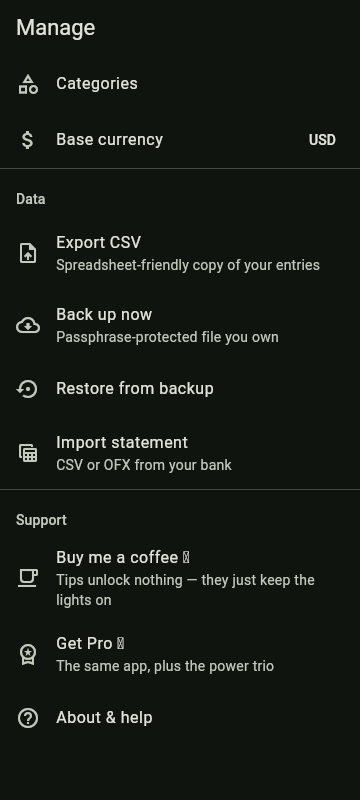 Manage
Categories
Base currency USD
Data
Export CSV
Spreadsheet-friendly copy of your entries
Back up now
Passphrase-protected file you own
Restore from backup
Import statement
CSV or OFX from your bank
Support
Buy me a coffee
Tips unlock nothing — they just keep the
lights on
Get Pro
The same app, plus the power trio
About & help